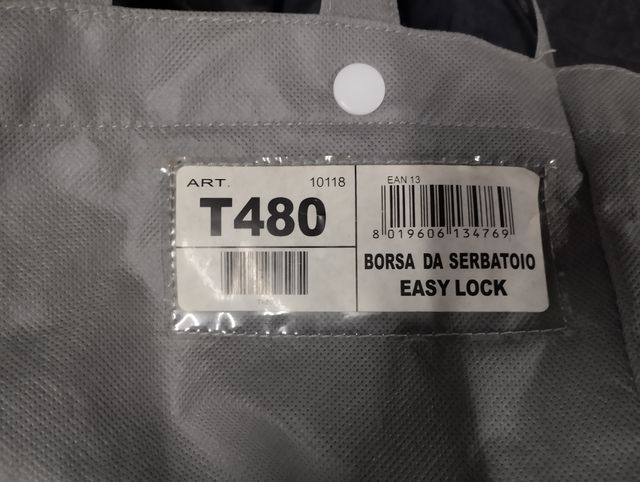 ART. 10118
T480
EAN 13
8 019606 134769
BORSA DA SERBATOIO
EASY LOCK